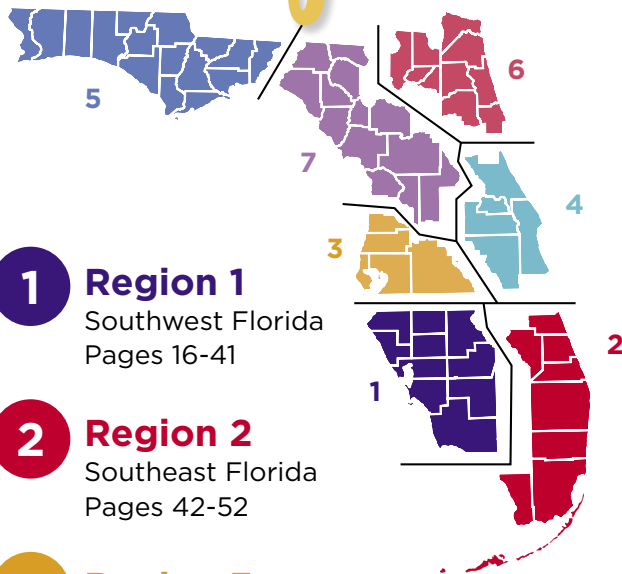 5
6
7
4
3
1
2
1
Region 1
Southwest Florida
Pages 16-41
2
Region 2
Southeast Florida
Pages 42-52